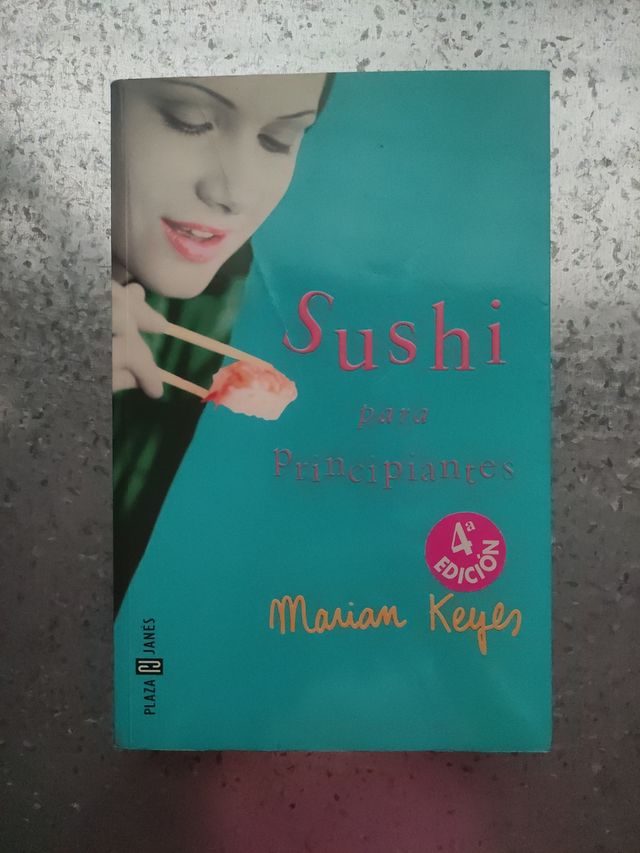 Sushi
para
Principiantes
4ª
EDICIÓN
Marian Keyes
PLAZA JANES